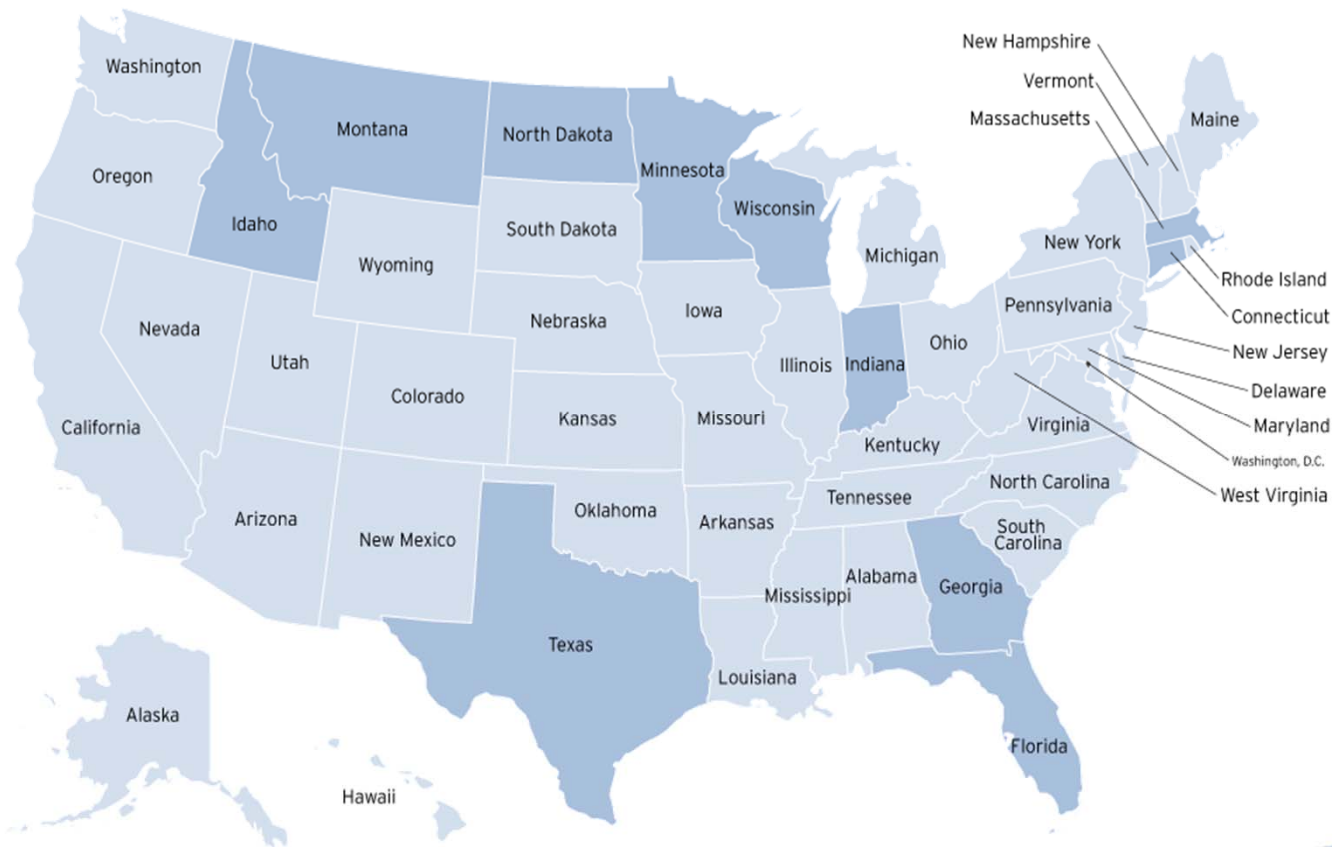 New Hampshire
Vermont
Massachusetts
Washington
Montana
North Dakota
Minnesota
Maine
Oregon
Idaho
South Dakota
Wisconsin
Wyoming
Michigan
New York
Rhode Island
Connecticut
Nevada
Nebraska
Iowa
Pennsylvania
New Jersey
Utah
Illinois
Indiana
Ohio
Delaware
Colorado
Kansas
Missouri
Maryland
California
Kentucky
Virginia
Washington, D.C.
West Virginia
Arizona
New Mexico
Oklahoma
Arkansas
Tennessee
North Carolina
South
Carolina
Mississippi
Alabama
Georgia
Texas
Louisiana
Alaska
Florida
Hawaii